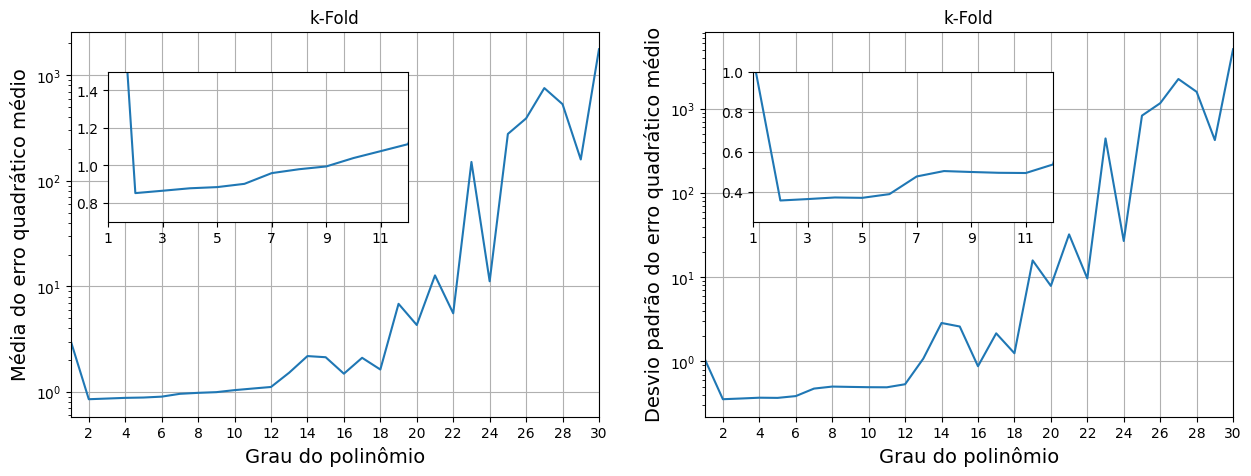 k-Fold
Média do erro quadrático médio
10³
10²
10¹
10⁰
1.4
1.2
1.0
0.8
1 3 5 7 9 11
2 4 6 8 10 12 14 16 18 20 22 24 26 28 30
Grau do polinômio
k-Fold
Desvio padrão do erro quadrático médio
10³
10²
10¹
10⁰
1.0
0.8
0.6
0.4
1 3 5 7 9 11
2 4 6 8 10 12 14 16 18 20 22 24 26 28 30
Grau do polinômio